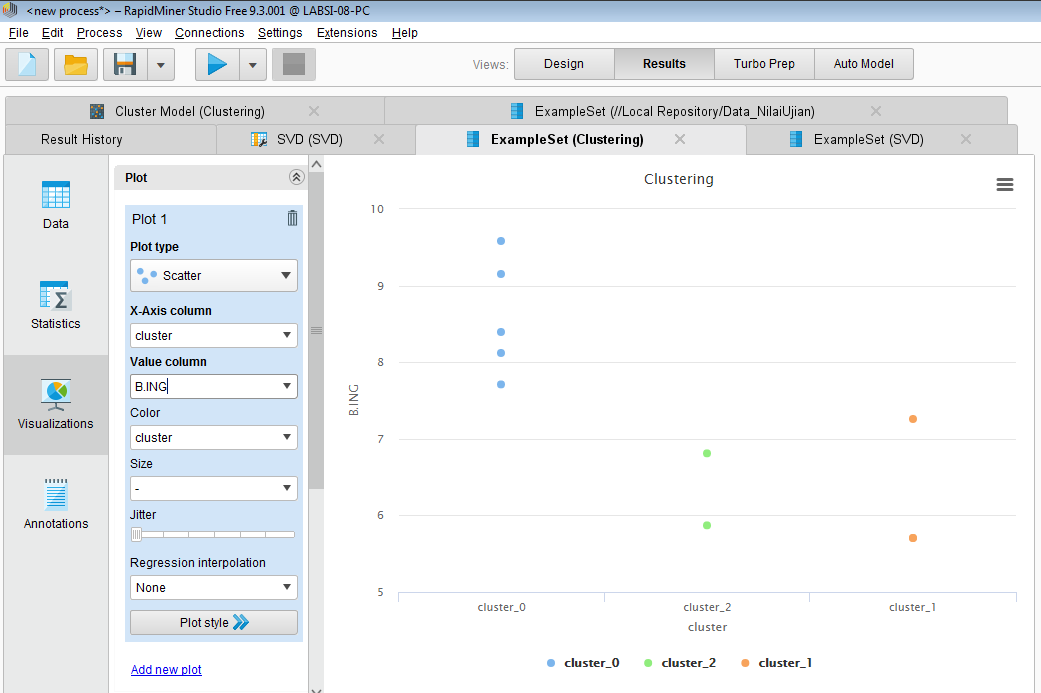 <new process*> – RapidMiner Studio Free 9.3.001 @ LABSI-08-PC
File Edit Process View Connections Settings Extensions Help
Views: Design Results Turbo Prep Auto Model
Cluster Model (Clustering) ExampleSet (//Local Repository/Data_NilaiUjian)
Result History SVD (SVD) ExampleSet (Clustering) ExampleSet (SVD)
Data
Statistics
Visualizations
Annotations
Plot
Plot 1
Plot type
Scatter
X-Axis column
cluster
Value column
B.ING
Color
cluster
Size
-
Jitter
Regression interpolation
None
Plot style
Add new plot
Clustering
10
9
8
7
6
5
B.ING
cluster_0 cluster_2 cluster_1
cluster
cluster_0 cluster_2 cluster_1